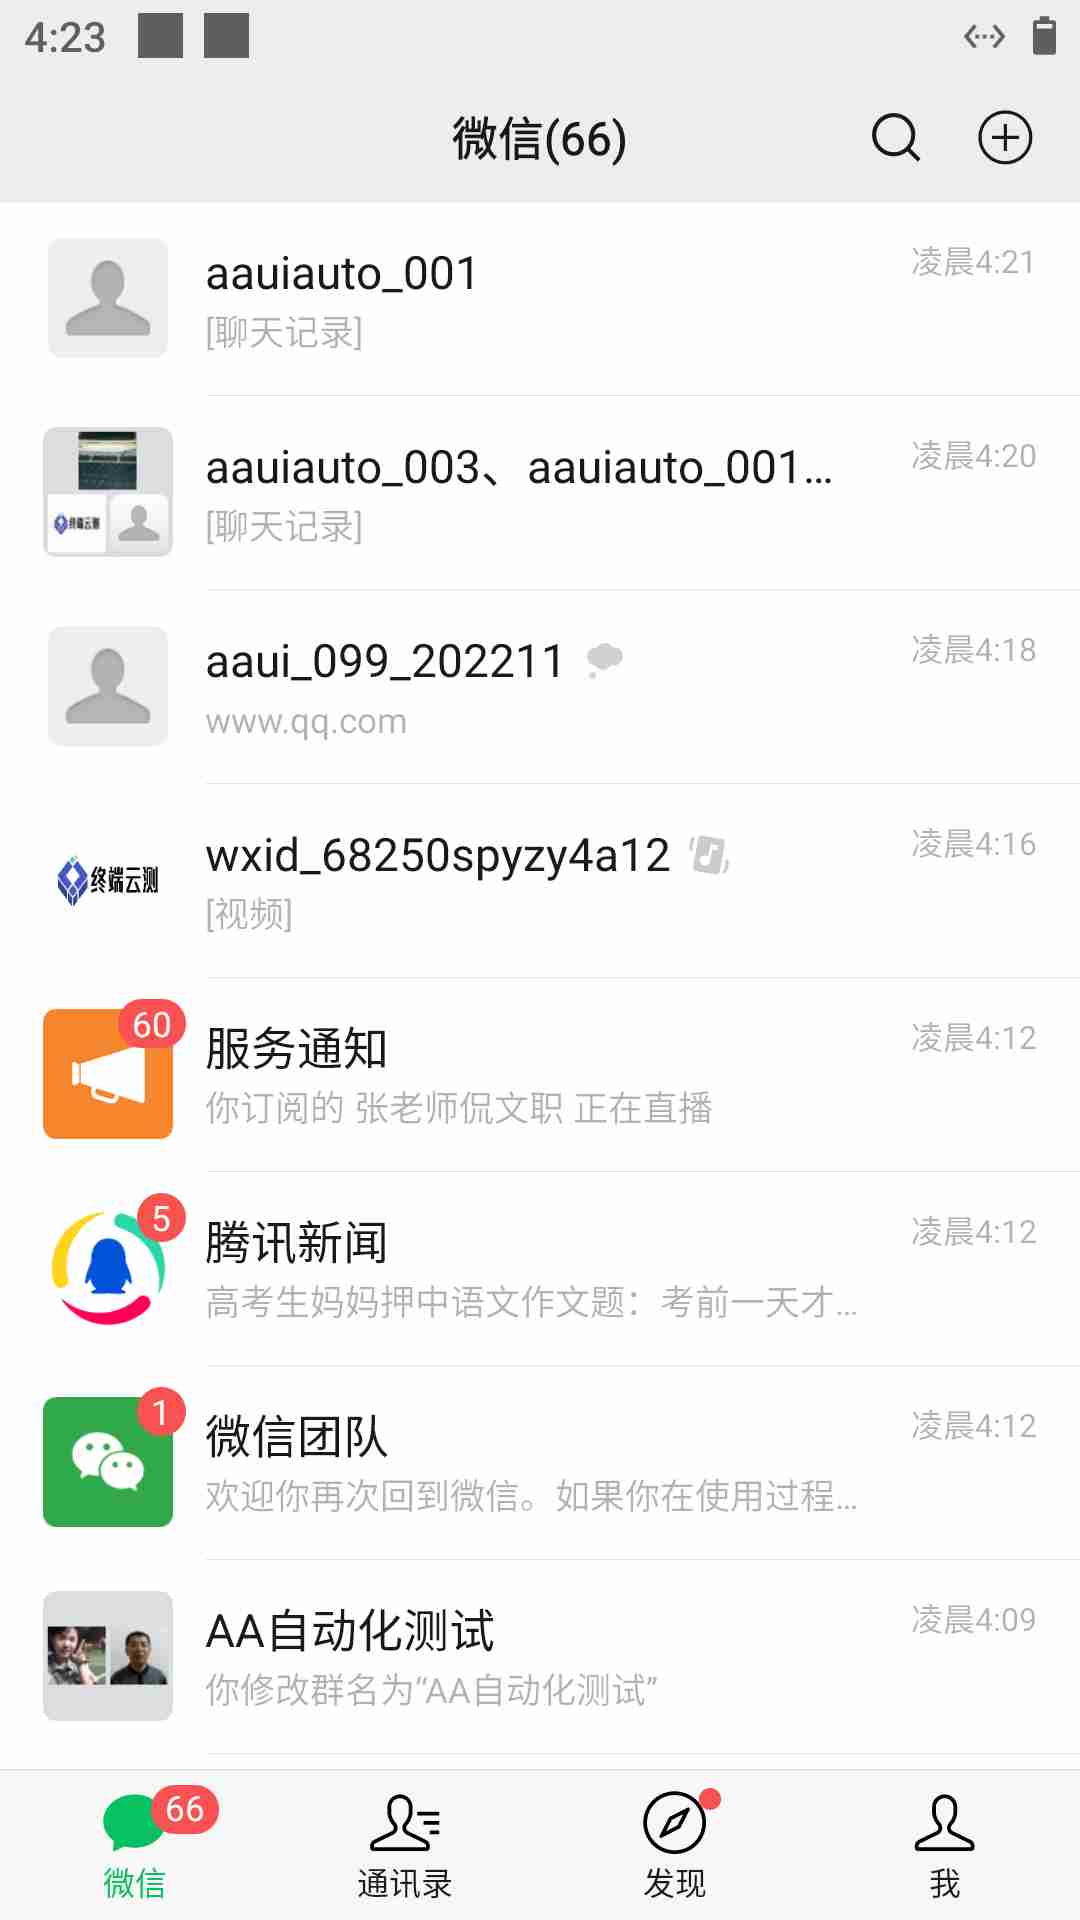 4:23
微信(66)
aauiauto_001
凌晨4:21
[聊天记录]
aauiauto_003、aauiauto_001...
凌晨4:20
[聊天记录]
终端云测
aaui_099_202211
凌晨4:18
www.qq.com
wxid_68250spyzy4a12
凌晨4:16
终端云测
[视频]
60
服务通知
凌晨4:12
你订阅的 张老师侃文职 正在直播
5
腾讯新闻
凌晨4:12
高考生妈妈押中语文作文题：考前一天才...
1
微信团队
凌晨4:12
欢迎你再次回到微信。如果你在使用过程...
AA自动化测试
凌晨4:09
你修改群名为“AA自动化测试”
66
微信
通讯录
发现
我